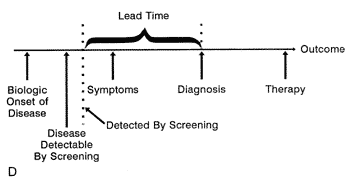 Lead Time
Outcome
Biologic
Onset of
Disease
Symptoms
Diagnosis
Therapy
Detected By Screening
Disease
Detectable
By Screening
D